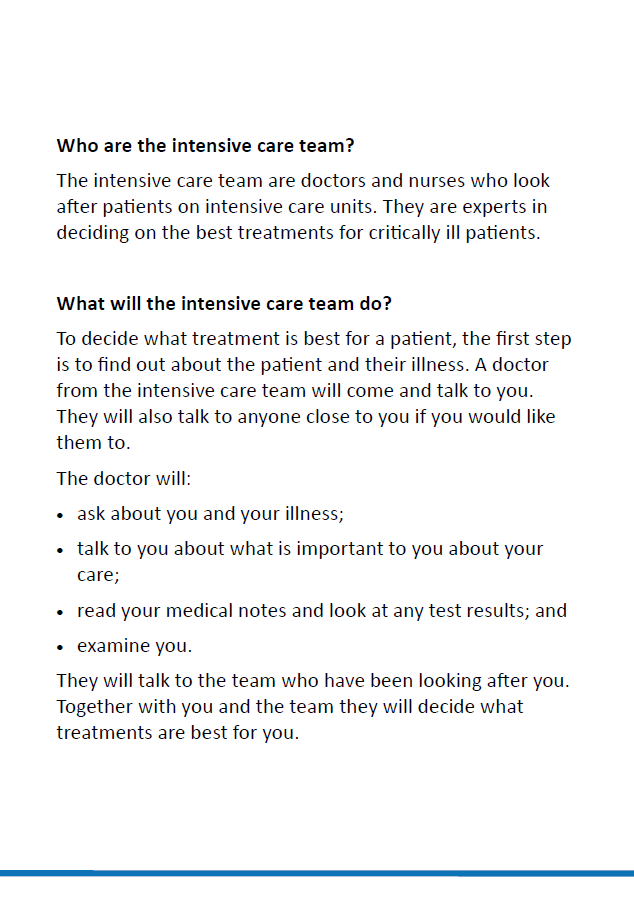 Who are the intensive care team?
The intensive care team are doctors and nurses who look
after patients on intensive care units. They are experts in
deciding on the best treatments for critically ill patients.
What will the intensive care team do?
To decide what treatment is best for a patient, the first step
is to find out about the patient and their illness. A doctor
from the intensive care team will come and talk to you.
They will also talk to anyone close to you if you would like
them to.
The doctor will:
• ask about you and your illness;
• talk to you about what is important to you about your
care;
• read your medical notes and look at any test results; and
• examine you.
They will talk to the team who have been looking after you.
Together with you and the team they will decide what
treatments are best for you.